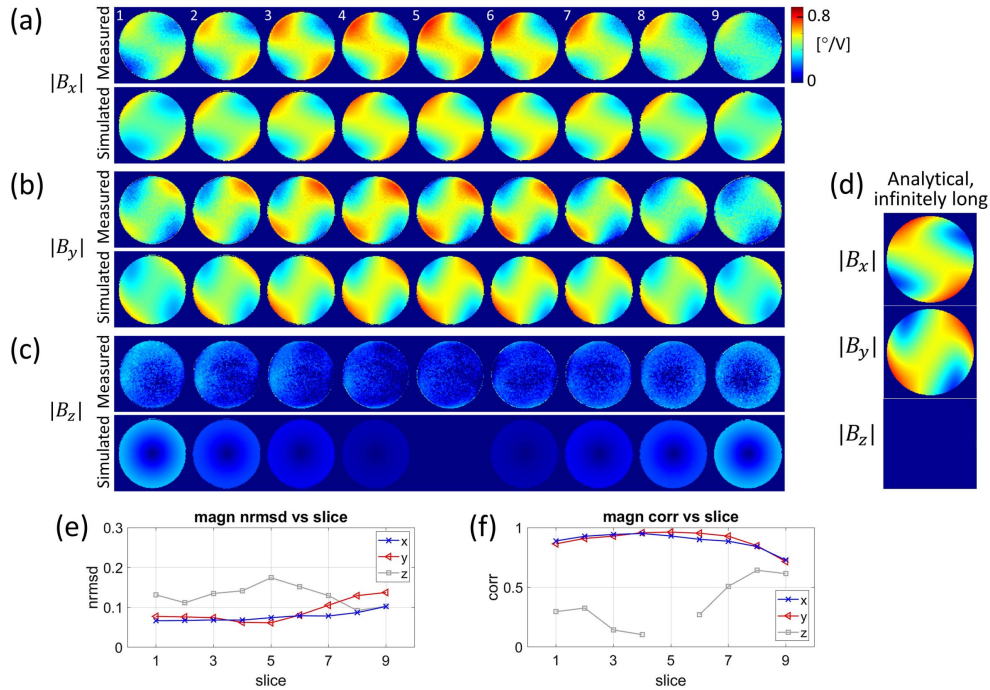 (a)
Measured
1 2 3 4 5 6 7 8 9
0.8
[°/V]
0
|Bx|
Simulated
(b)
Measured
|By|
Simulated
(c)
Measured
|Bz|
Simulated
(d)
Analytical,
infinitely long
|Bx|
|By|
|Bz|
(e)
magn nrmsd vs slice
nrmsd
0.3
0.2
0.1
0
x
y
z
1 3 5 7 9
slice
(f)
magn corr vs slice
corr
1
0.5
0
x
y
z
1 3 5 7 9
slice